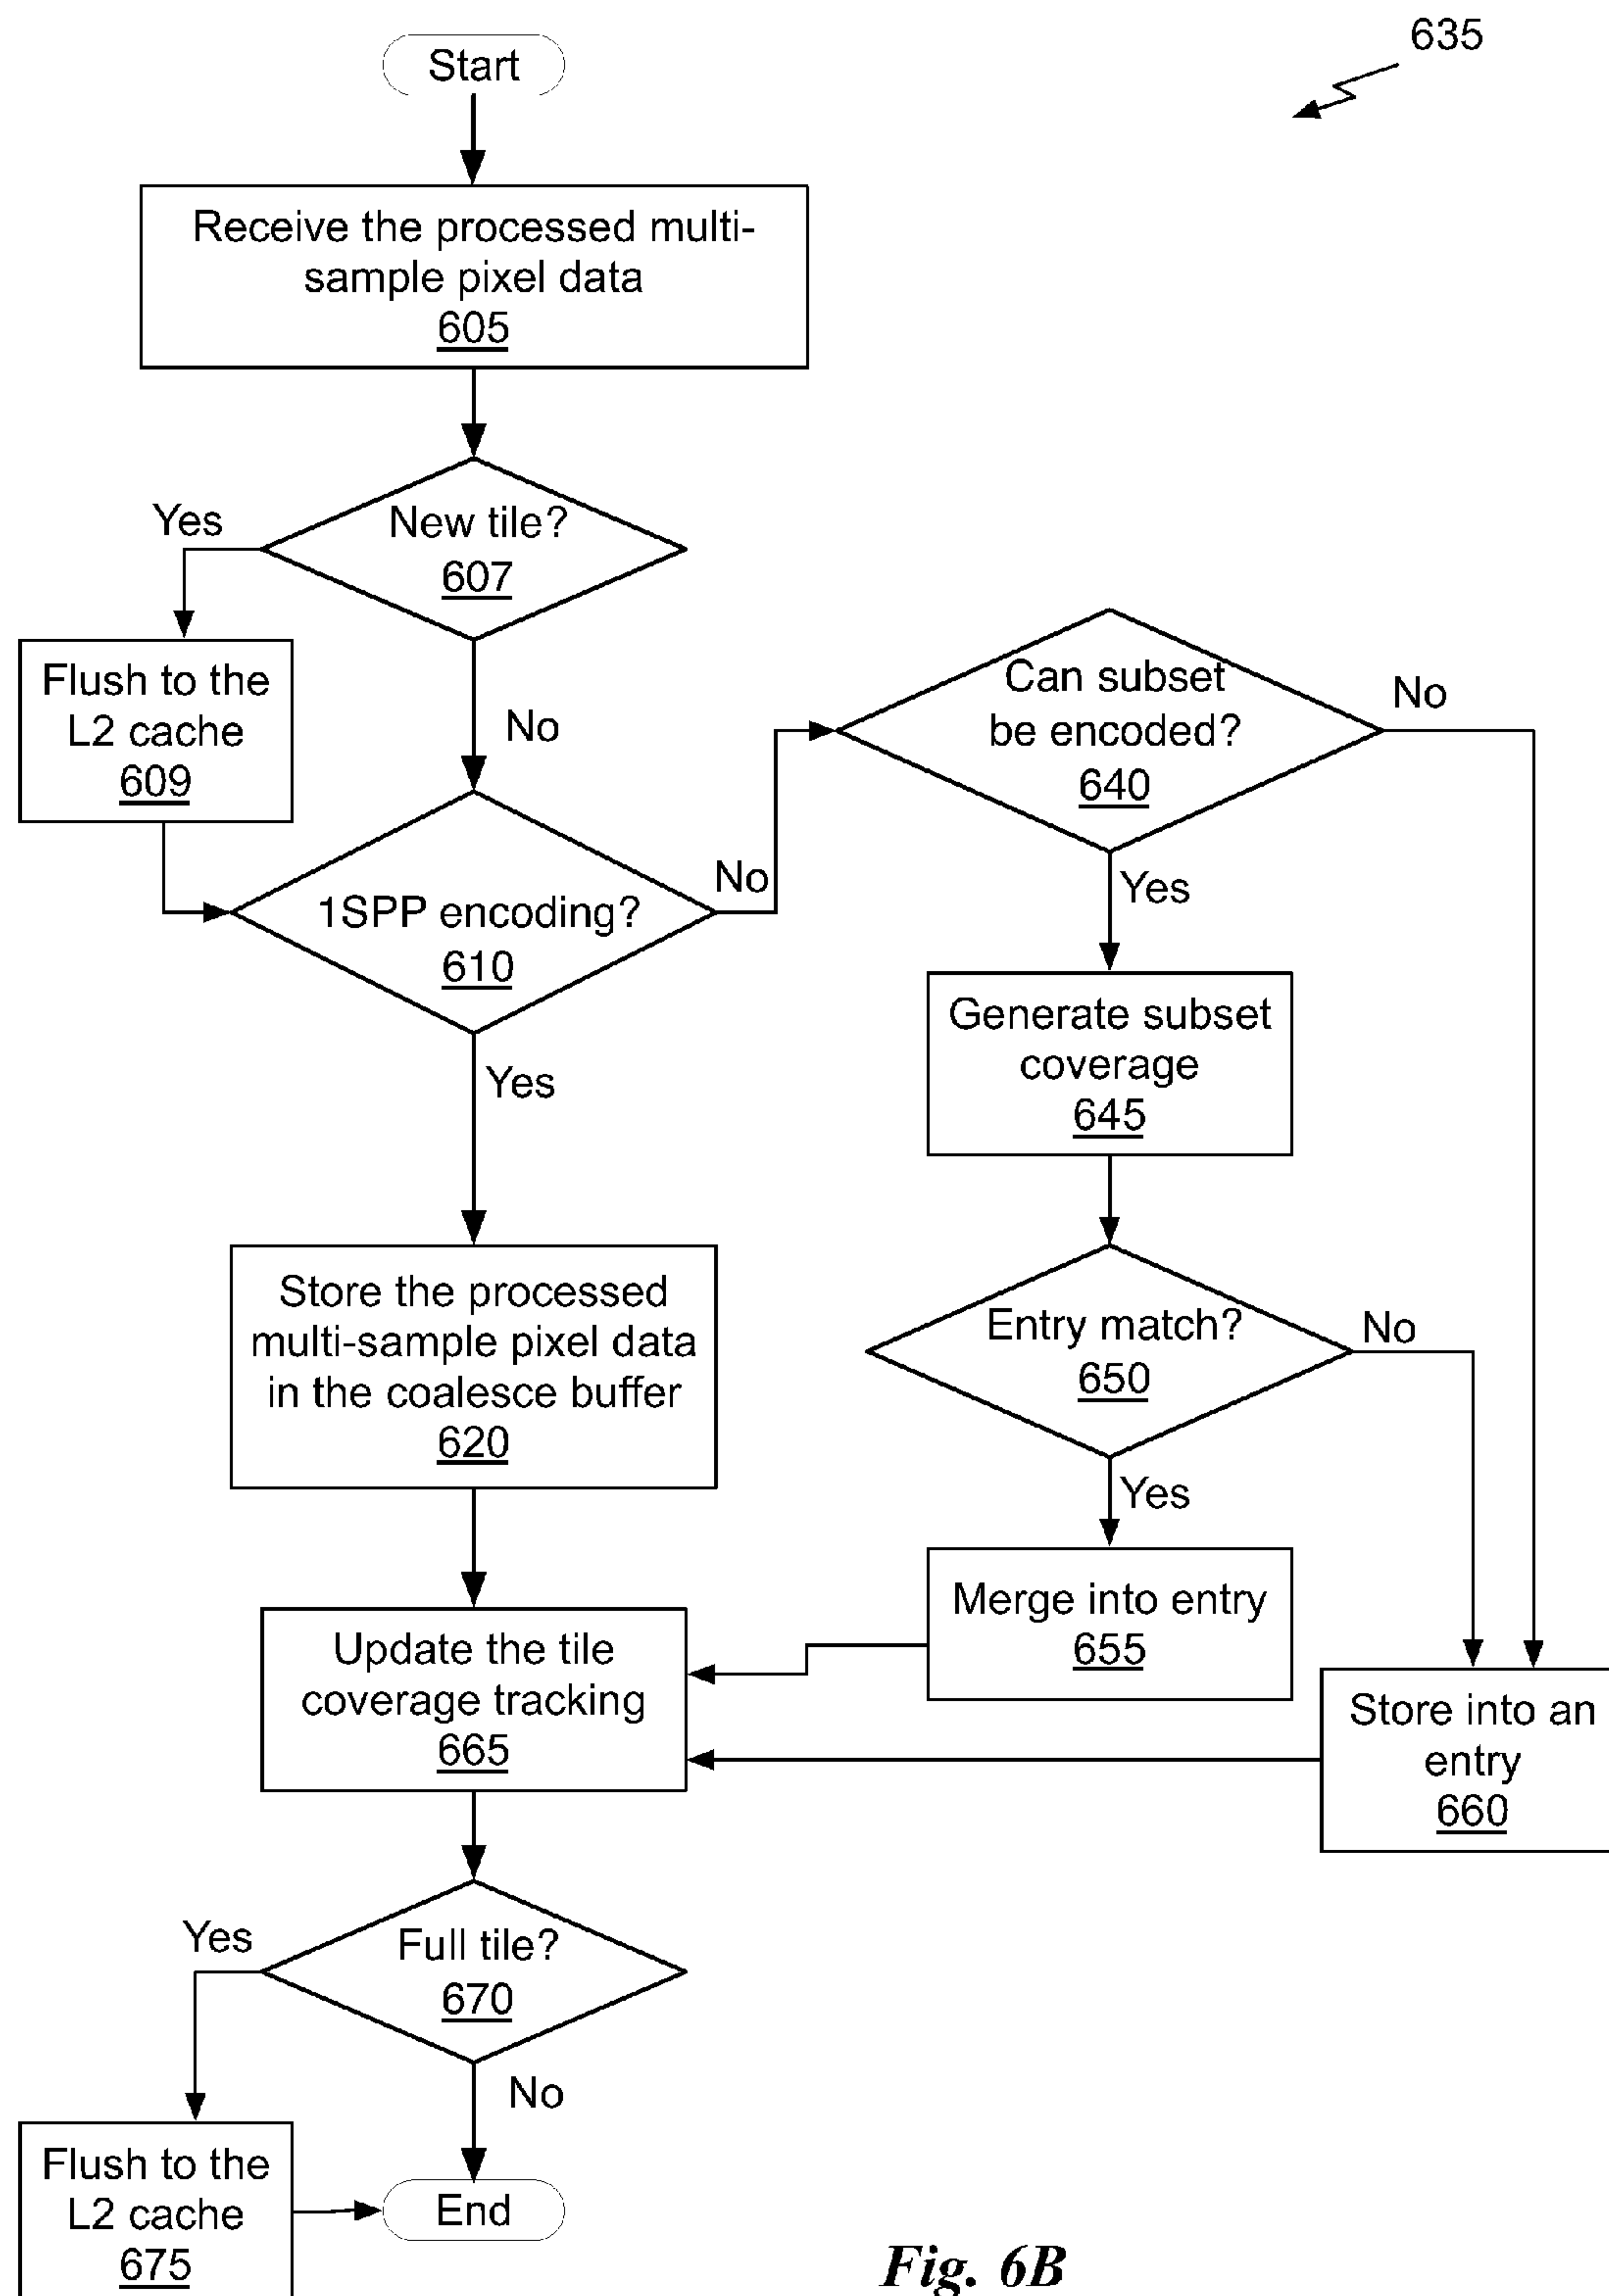 635
Start
Receive the processed multi-
sample pixel data
605
New tile?
607
Yes
No
Flush to the
L2 cache
609
1SPP encoding?
610
No
Yes
Can subset
be encoded?
640
No
Yes
Generate subset
coverage
645
Entry match?
650
No
Yes
Store the processed
multi-sample pixel data
in the coalesce buffer
620
Merge into entry
655
Store into an
entry
660
Update the tile
coverage tracking
665
Full tile?
670
Yes
No
Flush to the
L2 cache
675
End
Fig. 6B